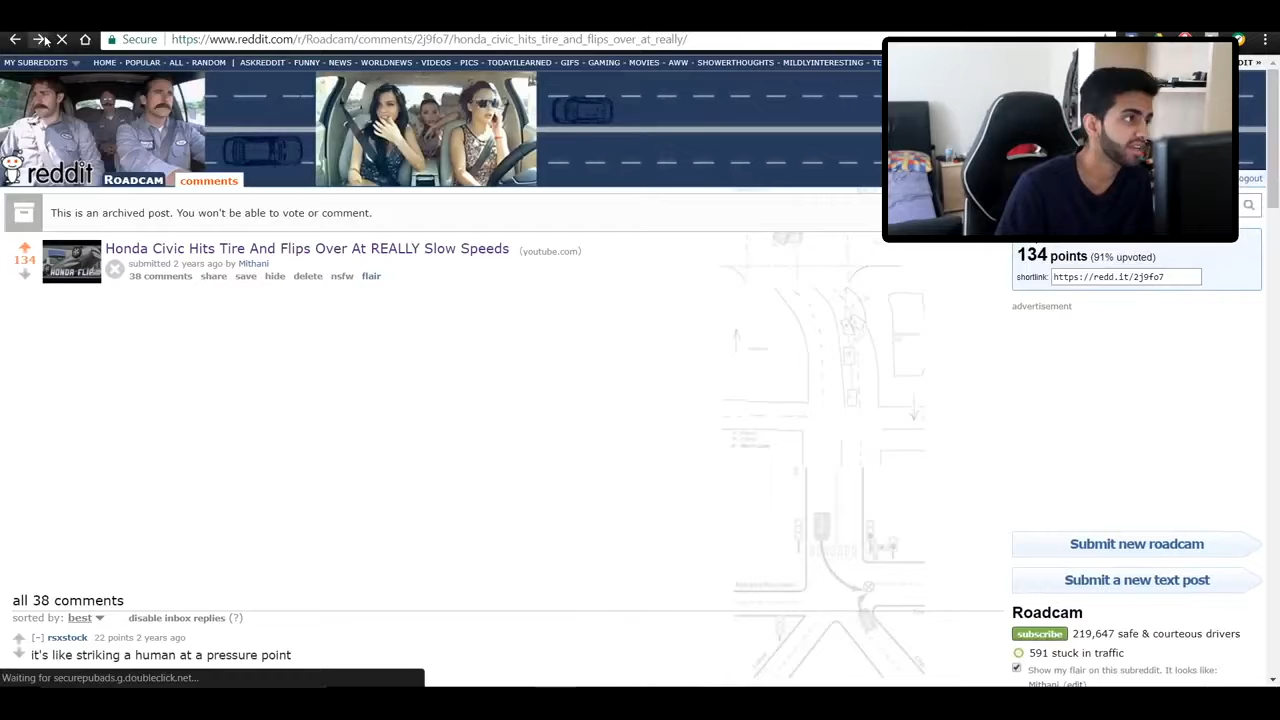 Secure https://www.reddit.com/r/Roadcam/comments/2j9fo7/honda_civic_hits_tire_and_flips_over_at_really/
MY SUBREDDITS HOME - POPULAR - ALL - RANDOM | ASKREDDIT - FUNNY - NEWS - WORLDNEWS - VIDEOS - PICS - TODAYILEARNED - GIFS - GAMING - MOVIES - AWW - SHOWERTHOUGHTS - MILDLYINTERESTING - TE
EDIT »
reddit ROADCAM comments
logout
This is an archived post. You won't be able to vote or comment.
134
HONDA FLIP
Honda Civic Hits Tire And Flips Over At REALLY Slow Speeds (youtube.com)
submitted 2 years ago by Mithani
38 comments share save hide delete nsfw flair
134 points (91% upvoted)
shortlink: https://redd.it/2j9fo7
advertisement
Submit new roadcam
Submit a new text post
Roadcam
subscribe 219,647 safe & courteous drivers
591 stuck in traffic
Show my flair on this subreddit. It looks like:
Mithani (edit)
all 38 comments
sorted by: best disable inbox replies (?)
[–] rsxstock 22 points 2 years ago
it's like striking a human at a pressure point
Waiting for securepubads.g.doubleclick.net...